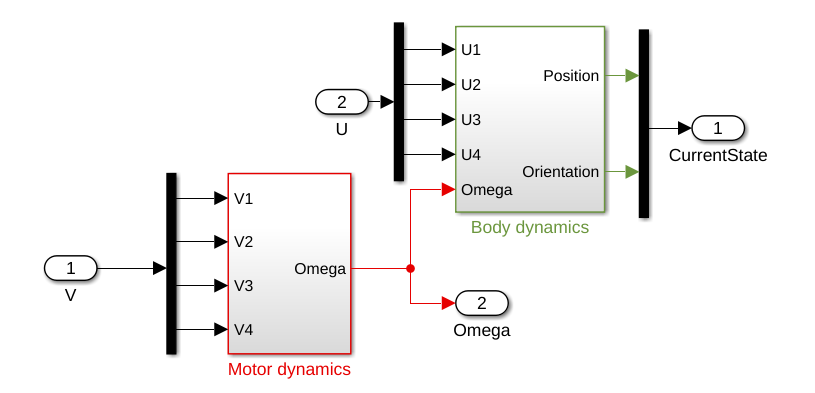 U1
U2
U3
U4
Omega
Position
Orientation
Body dynamics
2
U
1
CurrentState
V1
V2
V3
V4
Omega
Motor dynamics
1
V
2
Omega